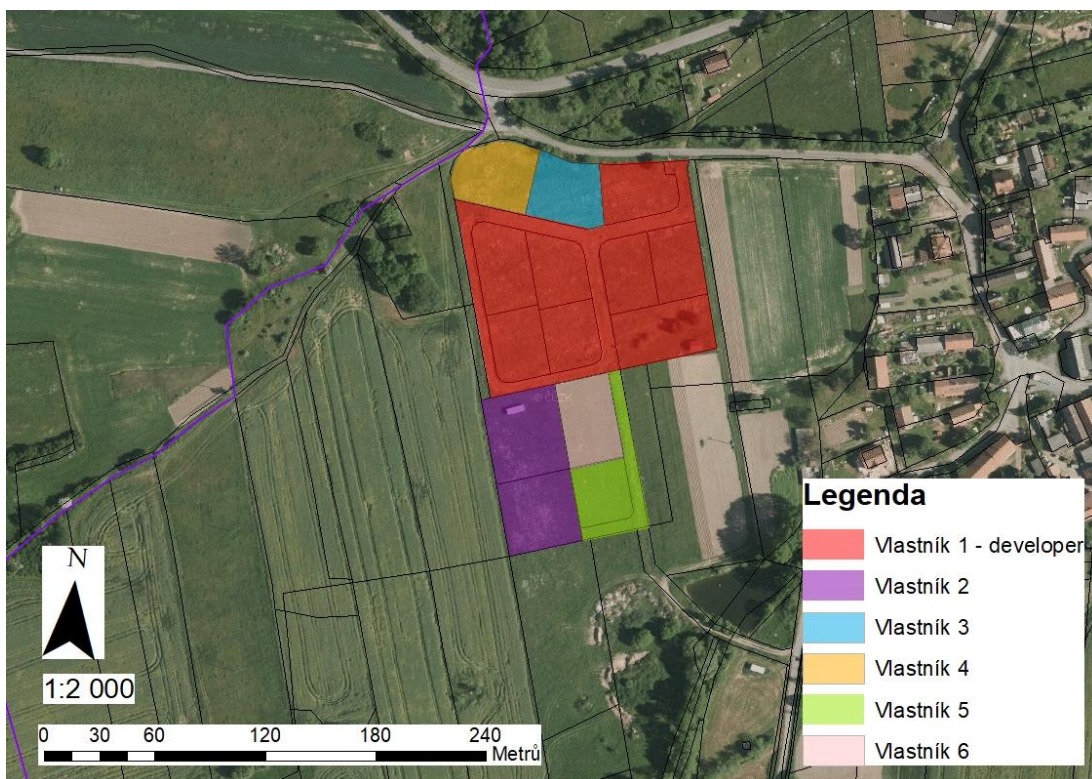 © ČÚZK
Legenda
Vlastník 1 - developer
Vlastník 2
Vlastník 3
Vlastník 4
Vlastník 5
Vlastník 6
N
1:2 000
0 30 60 120 180 240
Metrů